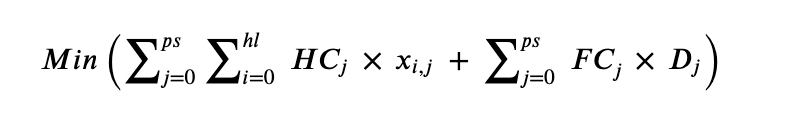 Min ( ∑_{j=0}^{ps} ∑_{i=0}^{hl} HC_j × x_{i,j} + ∑_{j=0}^{ps} FC_j × D_j )